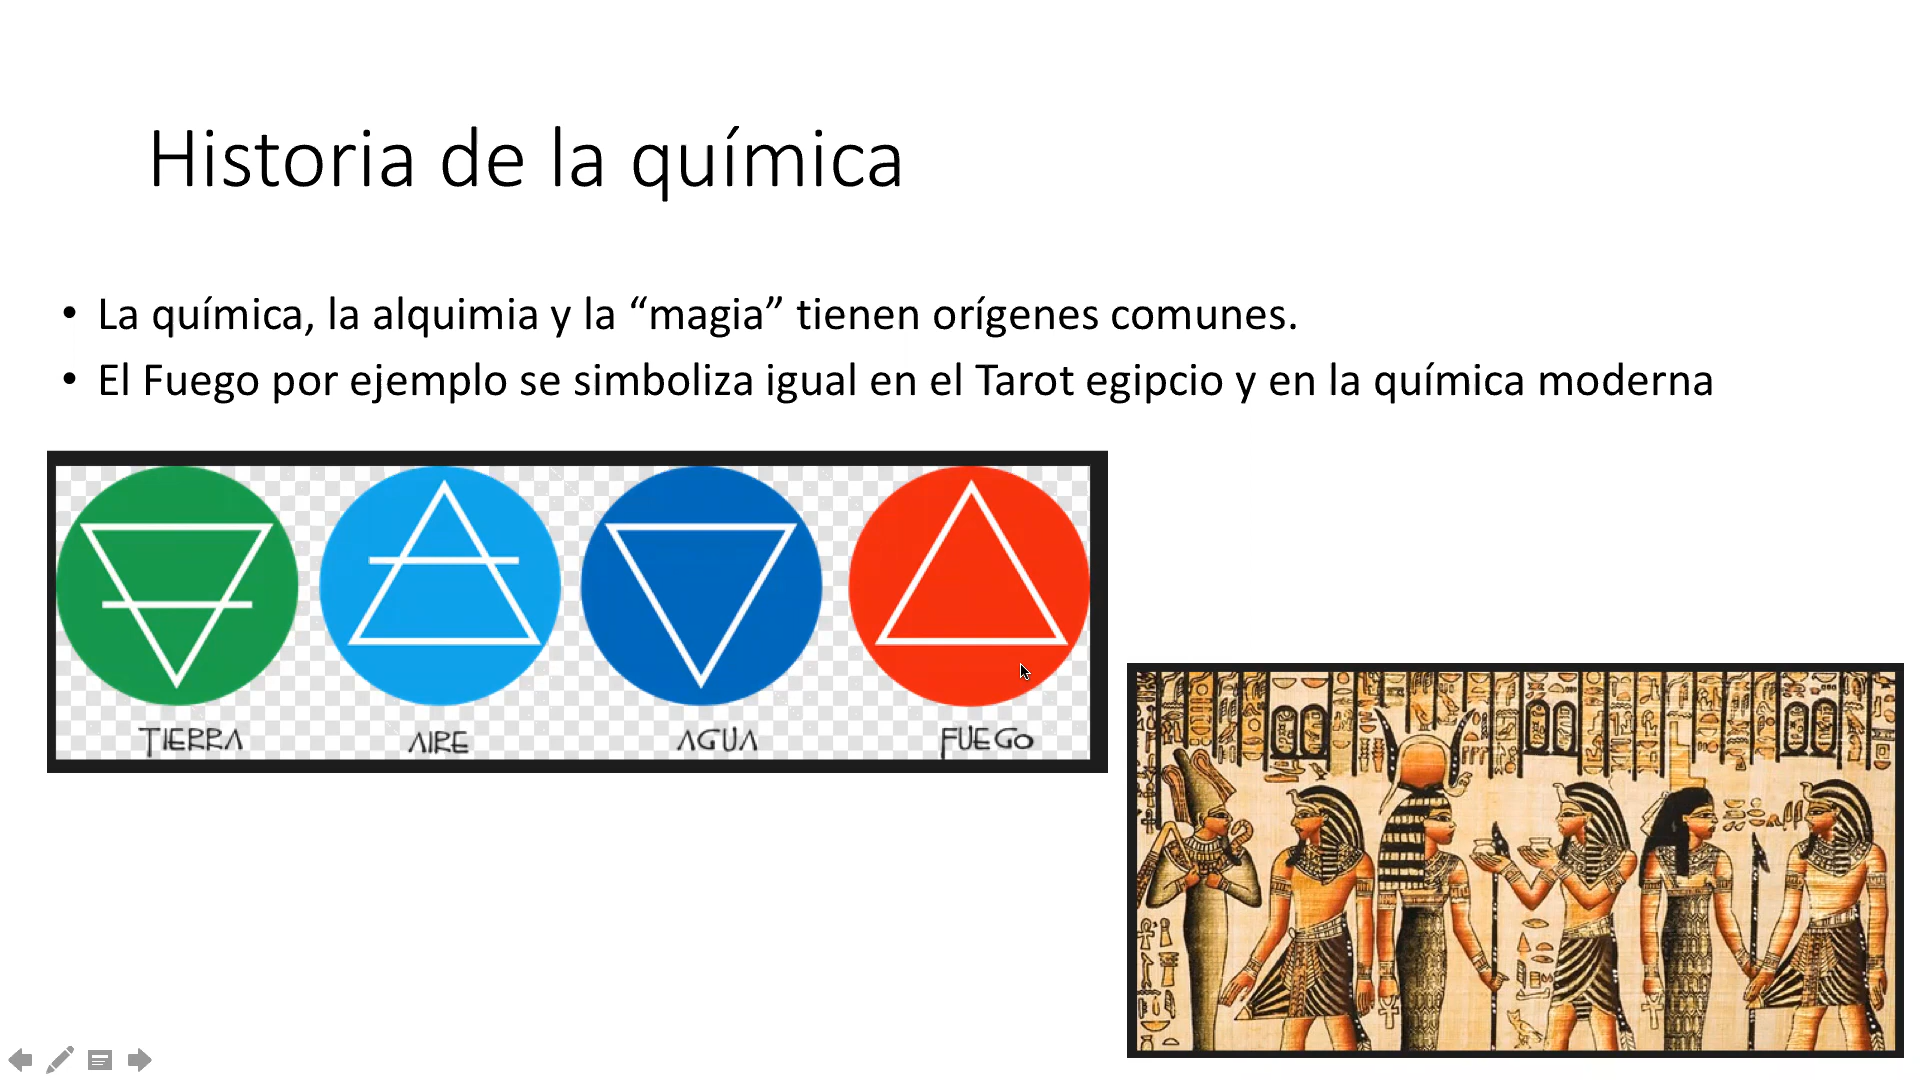 Historia de la química
• La química, la alquimia y la “magia” tienen orígenes comunes.
• El Fuego por ejemplo se simboliza igual en el Tarot egipcio y en la química moderna
TIERRA
AIRE
AGUA
FUEGO